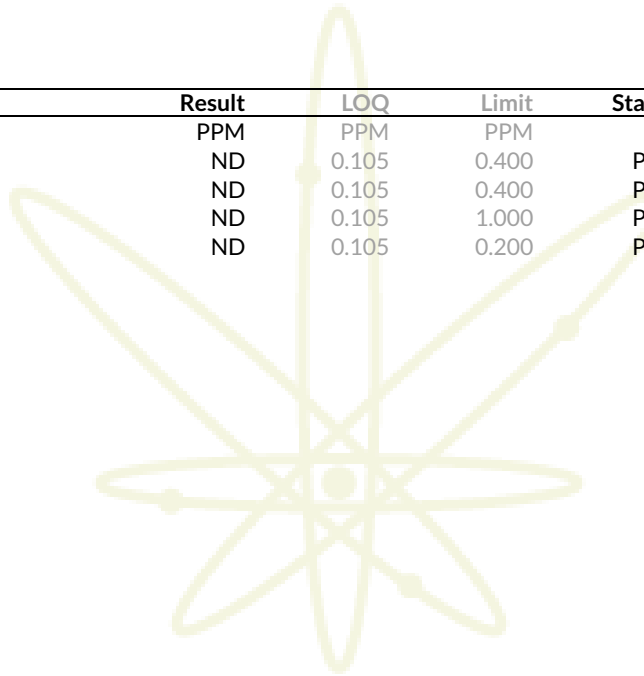 Result LOQ Limit Sta
PPM PPM PPM
ND 0.105 0.400 P
ND 0.105 0.400 P
ND 0.105 1.000 P
ND 0.105 0.200 P